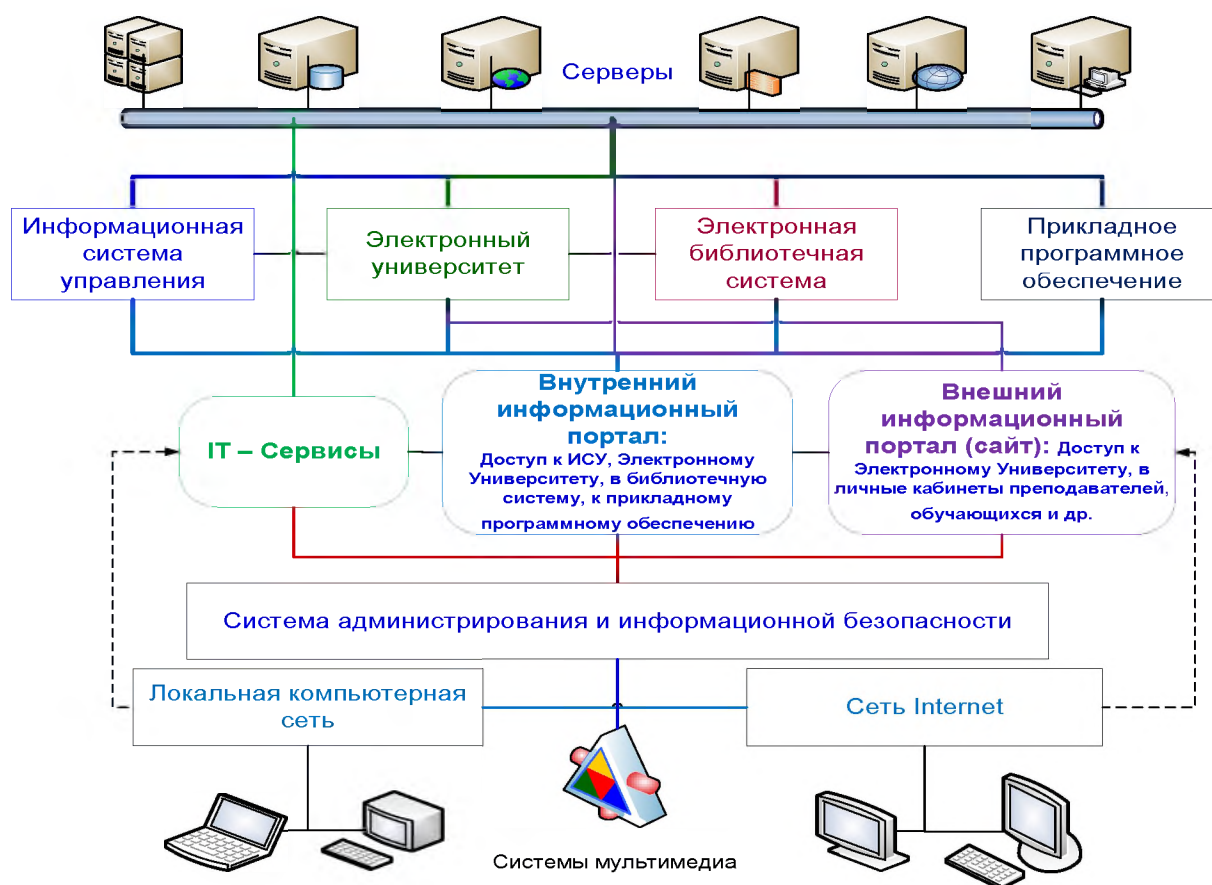 Серверы
Информационная
система
управления
Электронный
университет
Электронная
библиотечная
система
Прикладное
программное
обеспечение
IT – Сервисы
Внутренний
информационный
портал:
Доступ к ИСУ, Электронному
Университету, в библиотечную
систему, к прикладному
программному обеспечению
Внешний
информационный
портал (сайт): Доступ к
Электронному Университету, в
личные кабинеты преподавателей,
обучающихся и др.
Система администрирования и информационной безопасности
Локальная компьютерная
сеть
Сеть Internet
Системы мультимедиа